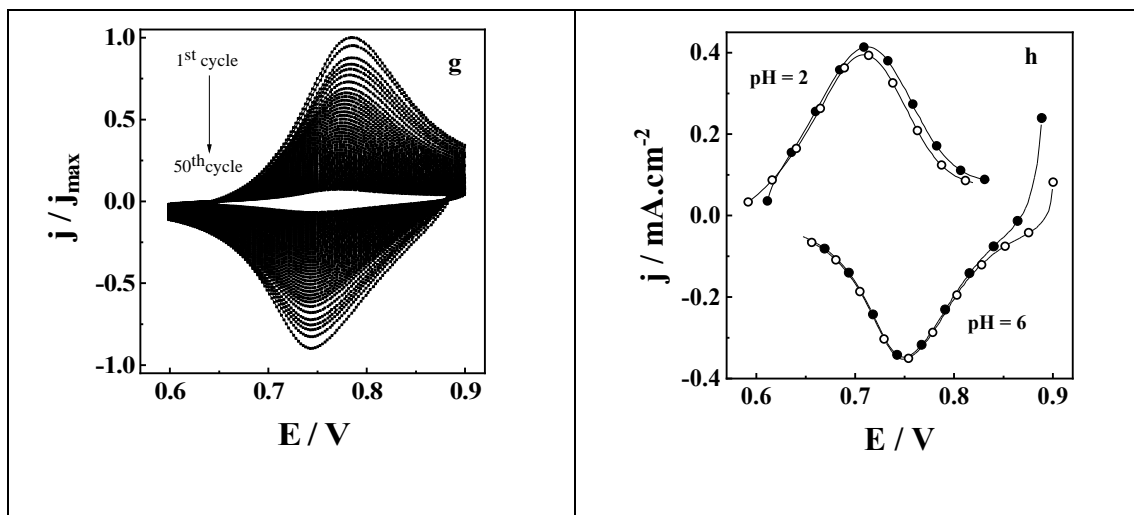 g
1st cycle
50th cycle
j / jmax
1.0
0.5
0.0
-0.5
-1.0
0.6 0.7 0.8 0.9
E / V
h
pH = 2
pH = 6
j / mA.cm-2
0.4
0.2
0.0
-0.2
-0.4
0.6 0.7 0.8 0.9
E / V